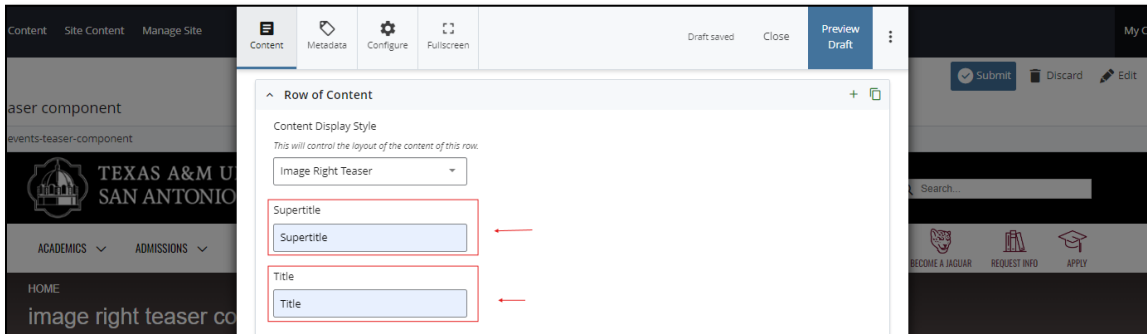 Content Site Content Manage Site
Content Metadata Configure Fullscreen
Draft saved Close Preview Draft
My C
Submit Discard Edit
aser component
events-teaser-component
Row of Content
Content Display Style
This will control the layout of the content of this row.
Image Right Teaser
TEXAS A&M U
SAN ANTONIO
Search...
Supertitle
Supertitle
ACADEMICS ADMISSIONS
BECOME A JAGUAR REQUEST INFO APPLY
Title
Title
HOME
image right teaser co